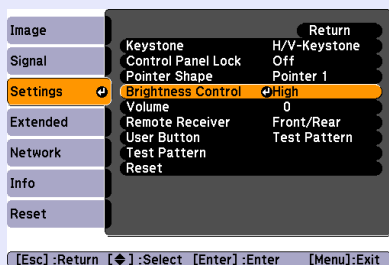 Image
Signal
Settings
Extended
Network
Info
Reset
Return
Keystone H/V-Keystone
Control Panel Lock Off
Pointer Shape Pointer 1
Brightness Control High
Volume 0
Remote Receiver Front/Rear
User Button Test Pattern
Test Pattern
Reset
[Esc] :Return [◆] :Select [Enter] :Enter [Menu]:Exit